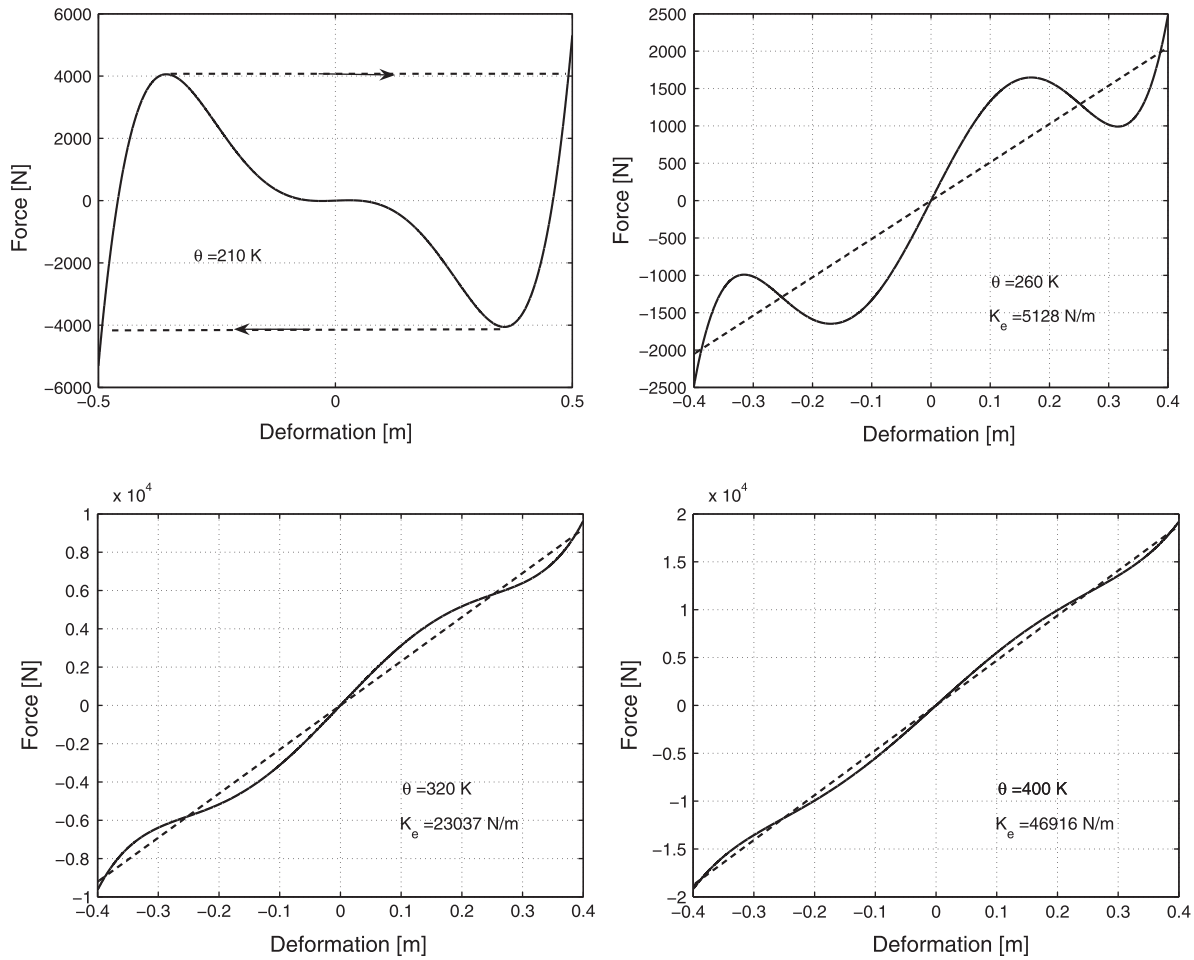 6000
4000
2000
0
−2000
−4000
−6000
Force [N]
θ =210 K
−0.5 0 0.5
Deformation [m]
2500
2000
1500
1000
500
0
−500
−1000
−1500
−2000
−2500
Force [N]
θ =260 K
Ke =5128 N/m
−0.4 −0.3 −0.2 −0.1 0 0.1 0.2 0.3 0.4
Deformation [m]
x 10^4
1
0.8
0.6
0.4
0.2
0
−0.2
−0.4
−0.6
−0.8
−1
Force [N]
θ =320 K
Ke =23037 N/m
−0.4 −0.3 −0.2 −0.1 0 0.1 0.2 0.3 0.4
Deformation [m]
x 10^4
2
1.5
1
0.5
0
−0.5
−1
−1.5
−2
Force [N]
θ =400 K
Ke =46916 N/m
−0.4 −0.3 −0.2 −0.1 0 0.1 0.2 0.3 0.4
Deformation [m]